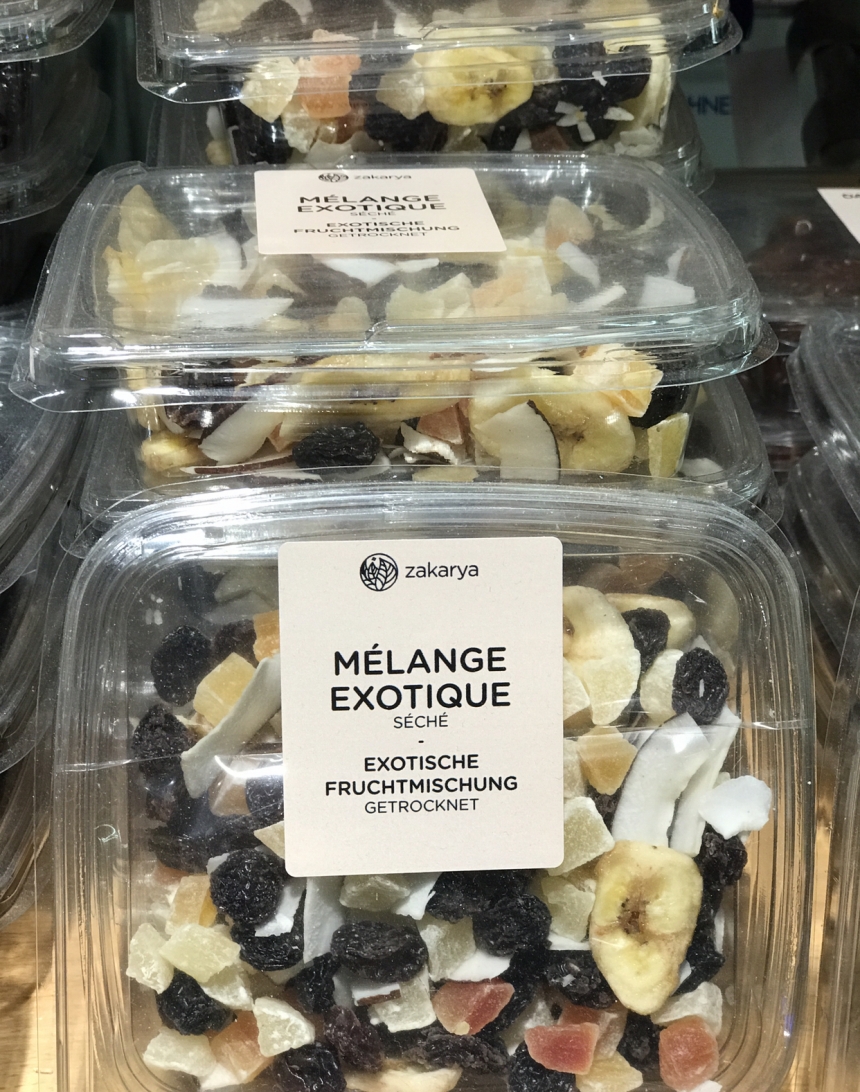 zakarya
MÉLANGE
EXOTIQUE
SÉCHÉ
-
EXOTISCHE
FRUCHTMISCHUNG
GETROCKNET
zakarya
MÉLANGE
EXOTIQUE
SÉCHÉ
-
EXOTISCHE
FRUCHTMISCHUNG
GETROCKNET